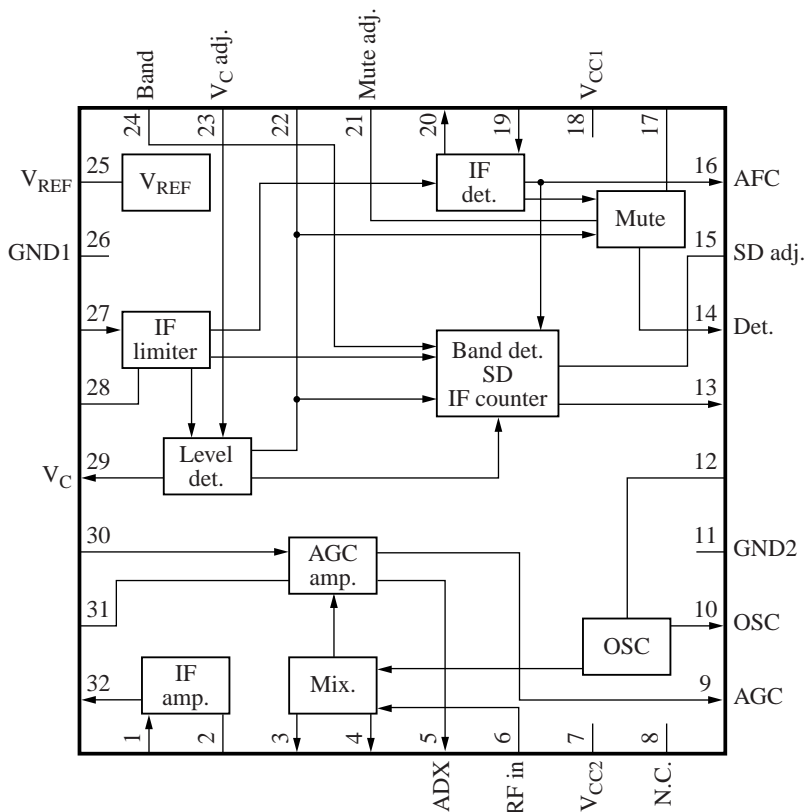 Band
V_C adj.
Mute adj.
V_CC1
24
23
22
21
20
19
18
17
V_REF
25
V_REF
IF
det.
16
AFC
Mute
GND1
26
15
SD adj.
27
IF
limiter
Band det.
SD
IF counter
14
Det.
28
13
V_C
29
Level
det.
12
30
AGC
amp.
11
GND2
31
OSC
10
OSC
32
IF
amp.
Mix.
9
AGC
1
2
3
4
5
6
7
8
ADX
RF in
V_CC2
N.C.